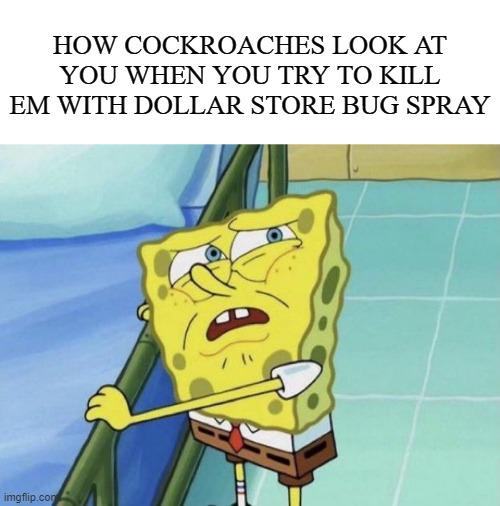 HOW COCKROACHES LOOK AT
YOU WHEN YOU TRY TO KILL
EM WITH DOLLAR STORE BUG SPRAY
imgflip.com